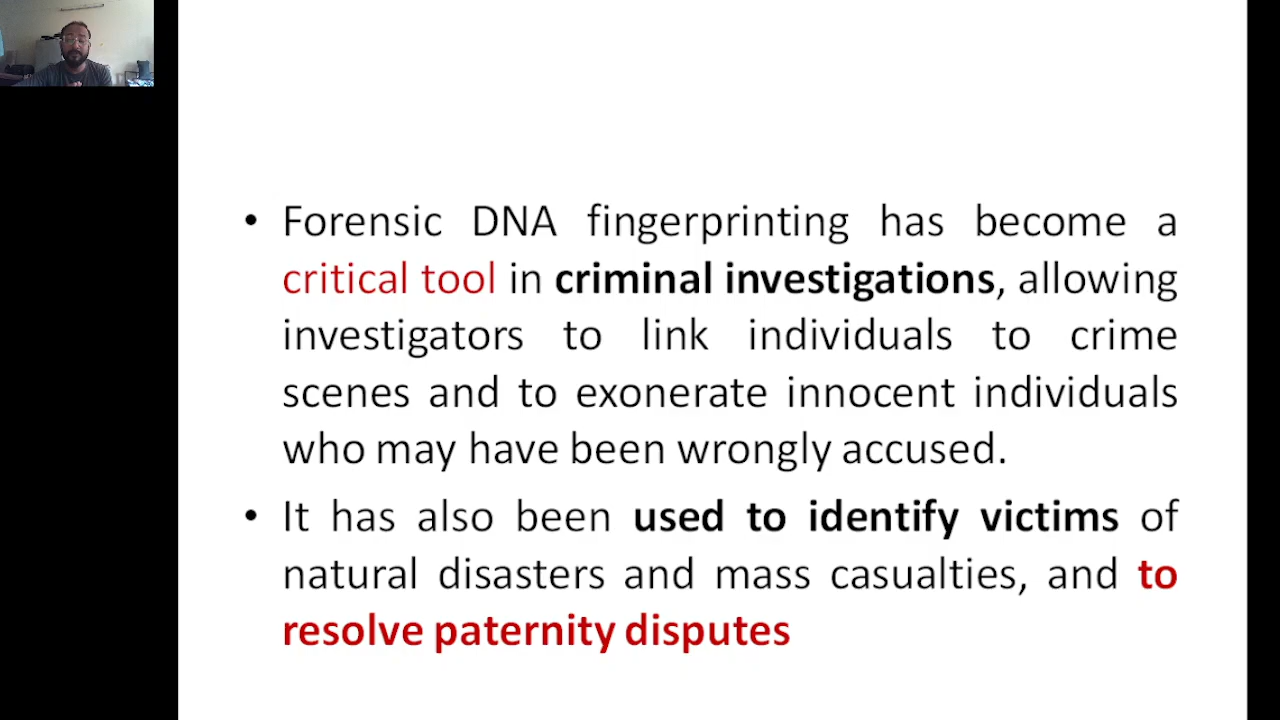 • Forensic DNA fingerprinting has become a
critical tool in criminal investigations, allowing
investigators to link individuals to crime
scenes and to exonerate innocent individuals
who may have been wrongly accused.
• It has also been used to identify victims of
natural disasters and mass casualties, and to
resolve paternity disputes